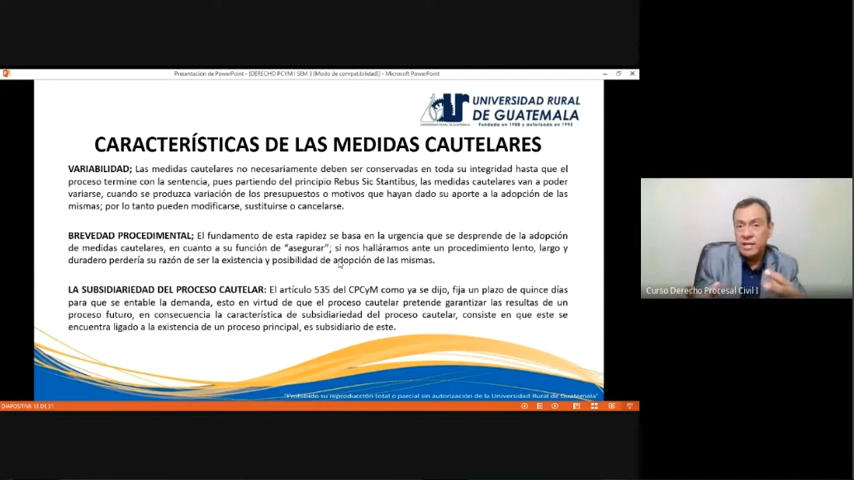 Presentación de PowerPoint - [DERECHO PCYM I SEM 3 [Modo de compatibilidad]] - Microsoft PowerPoint
UNIVERSIDAD RURAL
DE GUATEMALA
Fundada en 1988 y autorizada en 1995
CARACTERÍSTICAS DE LAS MEDIDAS CAUTELARES
VARIABILIDAD; Las medidas cautelares no necesariamente deben ser conservadas en toda su integridad hasta que el
proceso termine con la sentencia, pues partiendo del principio Rebus Sic Stantibus, las medidas cautelares van a poder
variarse, cuando se produzca variación de los presupuestos o motivos que hayan dado su aporte a la adopción de las
mismas; por lo tanto pueden modificarse, sustituirse o cancelarse.
BREVEDAD PROCEDIMENTAL; El fundamento de esta rapidez se basa en la urgencia que se desprende de la adopción
de medidas cautelares, en cuanto a su función de “asegurar”; si nos halláramos ante un procedimiento lento, largo y
duradero perdería su razón de ser la existencia y posibilidad de adopción de las mismas.
LA SUBSIDIARIEDAD DEL PROCESO CAUTELAR: El artículo 535 del CPCyM como ya se dijo, fija un plazo de quince días
para que se entable la demanda, esto en virtud de que el proceso cautelar pretende garantizar las resultas de un
proceso futuro, en consecuencia la característica de subsidiariedad del proceso cautelar, consiste en que este se
encuentra ligado a la existencia de un proceso principal, es subsidiario de este.
"Prohibido su reproducción total o parcial sin autorización de la Universidad Rural de Guatemala"
Curso Derecho Procesal Civil I